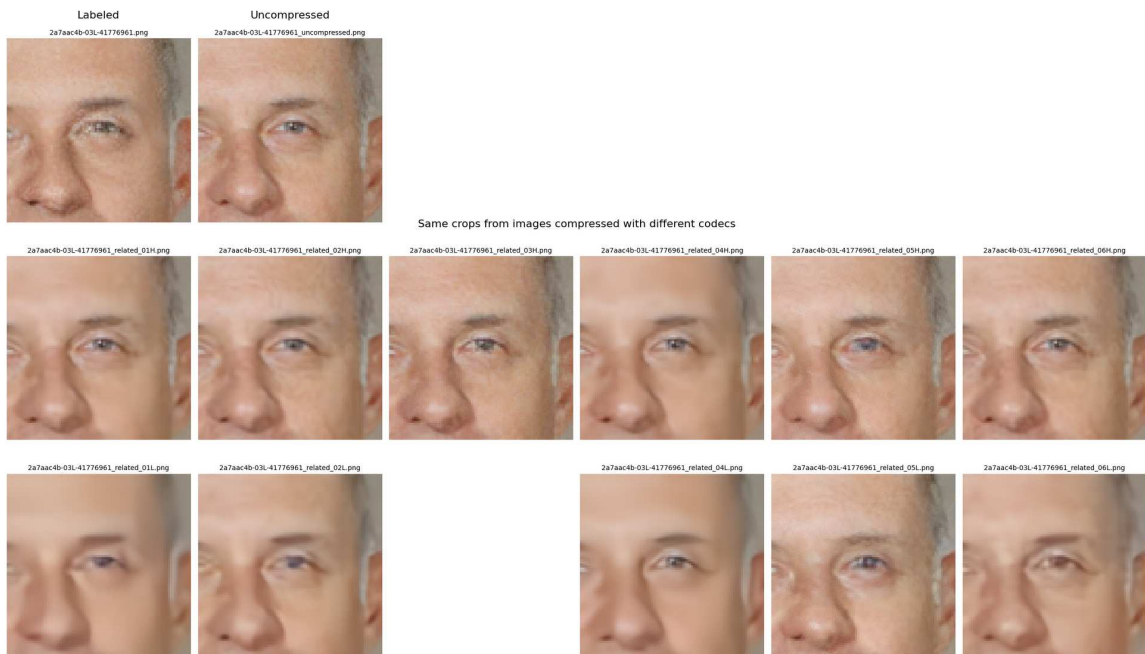 Labeled
Uncompressed
2a7aac4b-03L-41776961.png
2a7aac4b-03L-41776961_uncompressed.png
Same crops from images compressed with different codecs
2a7aac4b-03L-41776961_related_01H.png
2a7aac4b-03L-41776961_related_02H.png
2a7aac4b-03L-41776961_related_03H.png
2a7aac4b-03L-41776961_related_04H.png
2a7aac4b-03L-41776961_related_05H.png
2a7aac4b-03L-41776961_related_06H.png
2a7aac4b-03L-41776961_related_01L.png
2a7aac4b-03L-41776961_related_02L.png
2a7aac4b-03L-41776961_related_04L.png
2a7aac4b-03L-41776961_related_05L.png
2a7aac4b-03L-41776961_related_06L.png